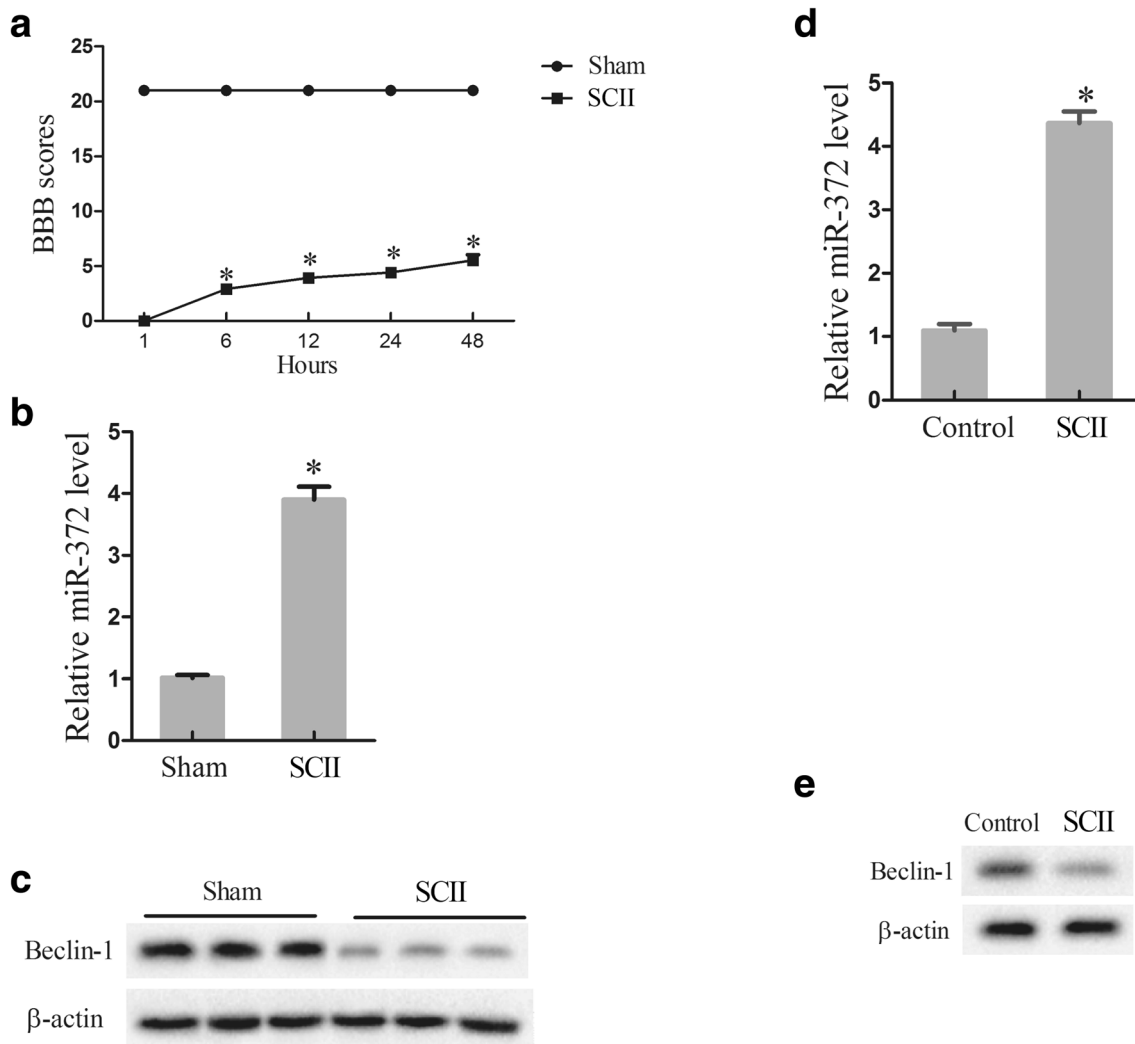 a
25
20
15
10
5
0
BBB scores
*
*
*
*
1 6 12 24 48
Hours
Sham
SCII
b
5
4
3
2
1
0
Relative miR-372 level
*
Sham SCII
c
Sham SCII
Beclin-1
β-actin
d
5
4
3
2
1
0
Relative miR-372 level
*
Control SCII
e
Control SCII
Beclin-1
β-actin